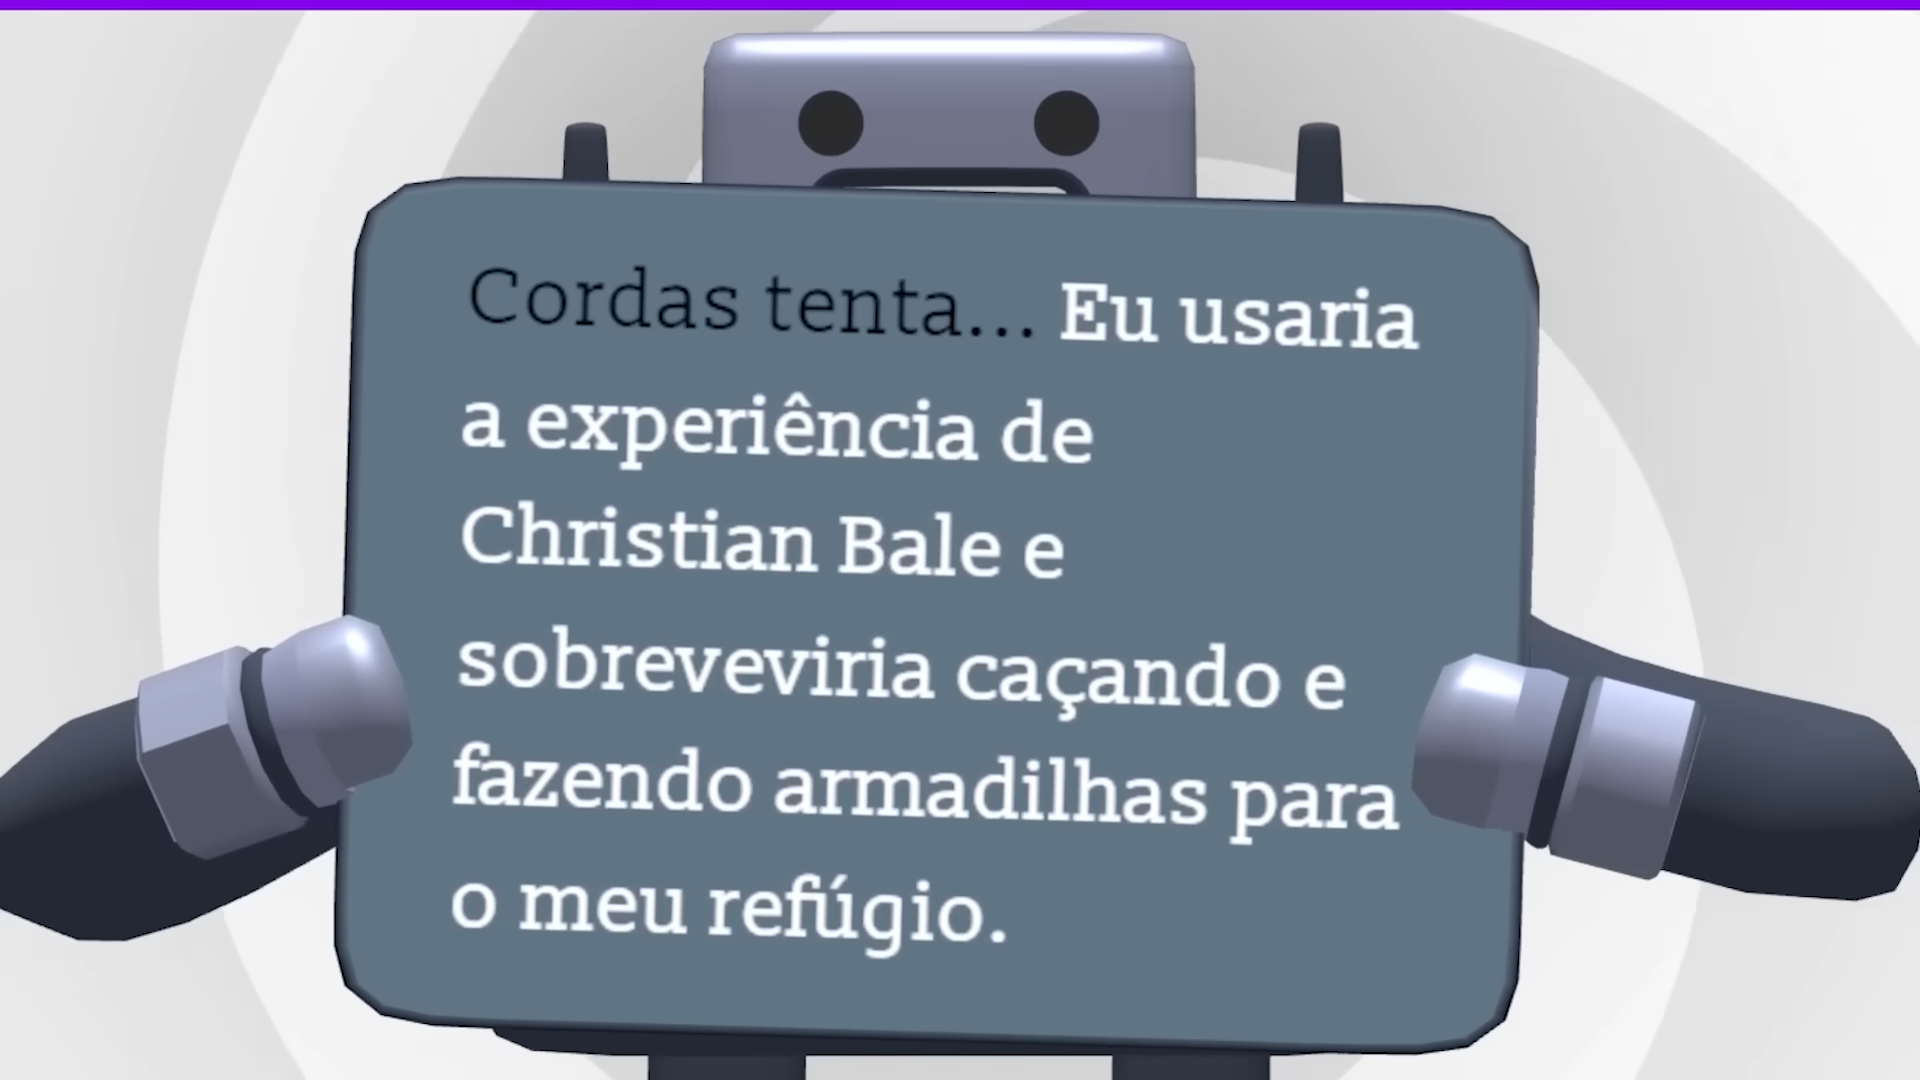 Cordas tenta... Eu usaria
a experiência de
Christian Bale e
sobreveviria caçando e
fazendo armadilhas para
o meu refúgio.